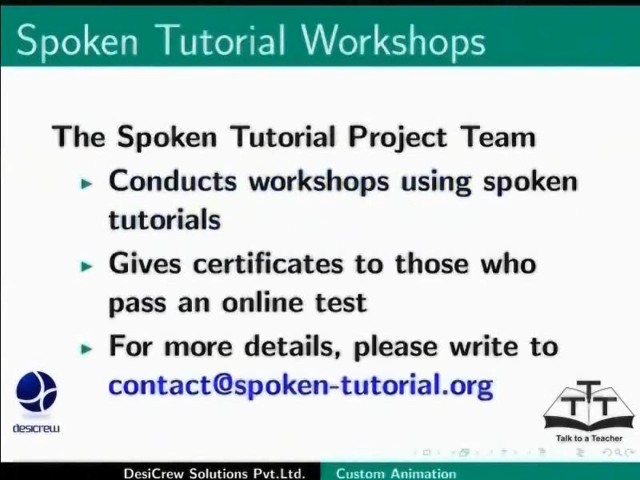 Spoken Tutorial Workshops
The Spoken Tutorial Project Team
Conducts workshops using spoken
tutorials
Gives certificates to those who
pass an online test
For more details, please write to
contact@spoken-tutorial.org
desicrew
TTT
Talk to a Teacher
DesiCrew Solutions Pvt.Ltd.
Custom Animation